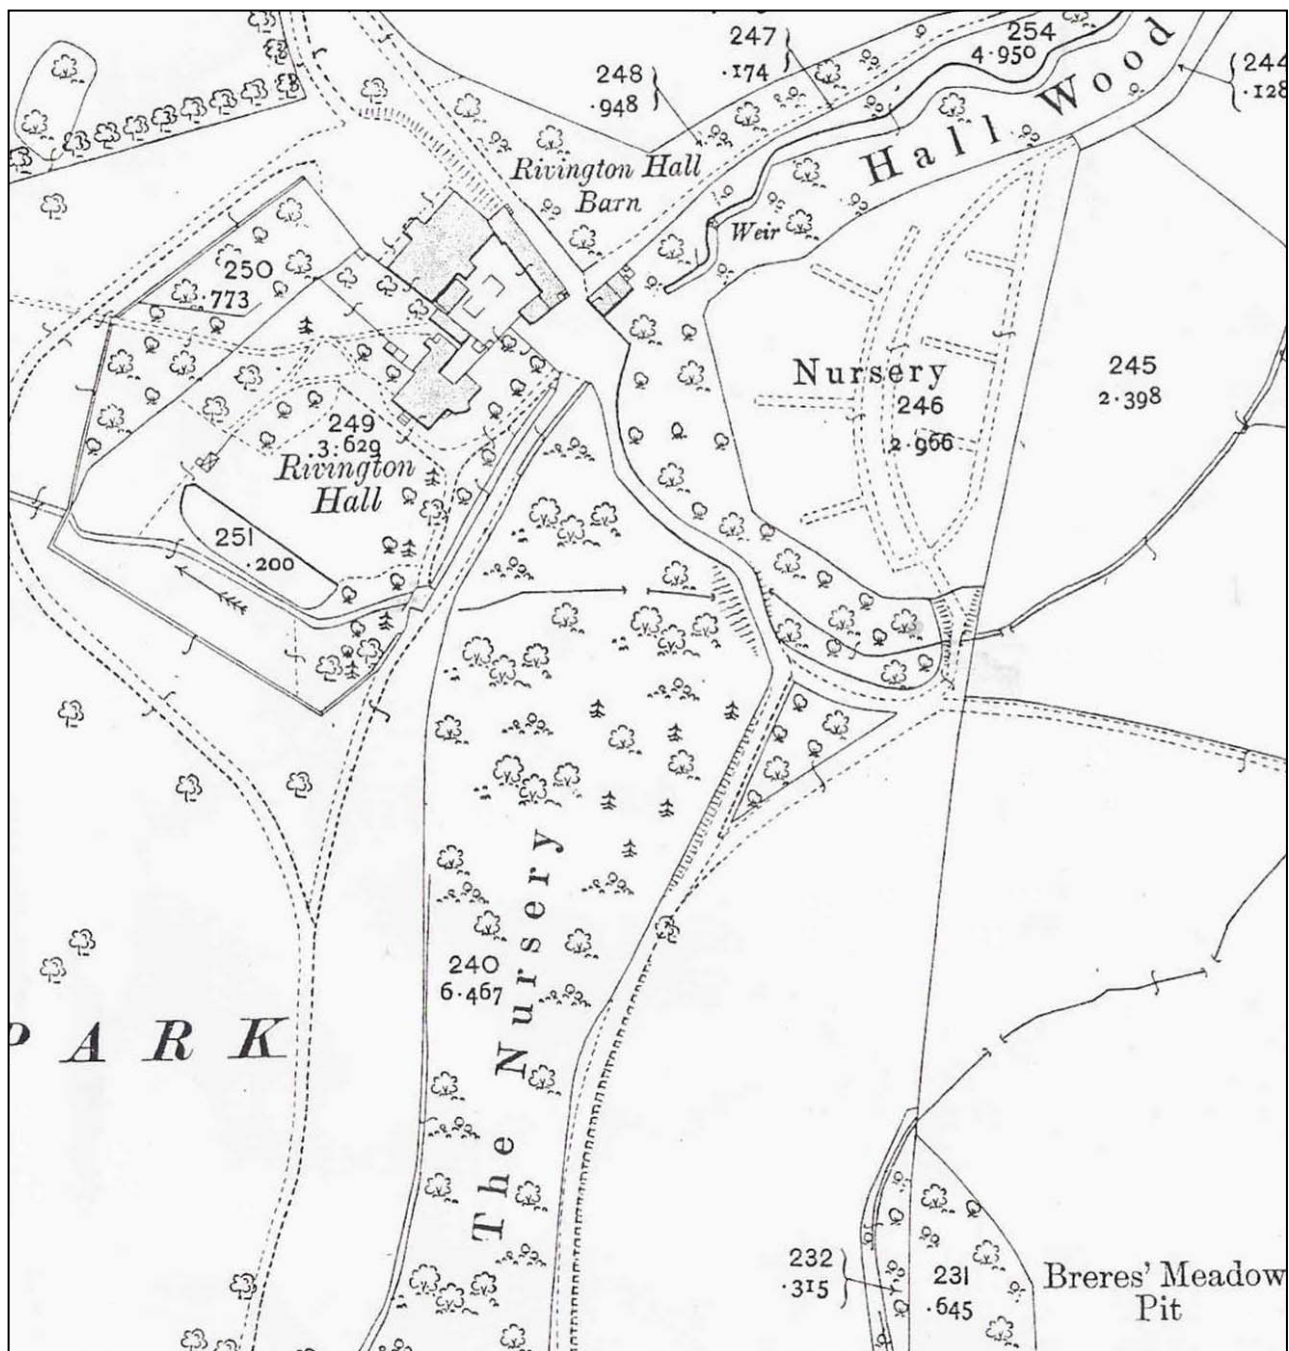 247
.174
254
4.950
248
.948
244
.128
Hall Wood
Rivington Hall
Barn
Weir
250
.773
Nursery
246
2.966
245
2.398
249
3.629
Rivington
Hall
251
.200
240
6.467
The Nursery
PARK
232
.315
231
.645
Breres' Meadow
Pit